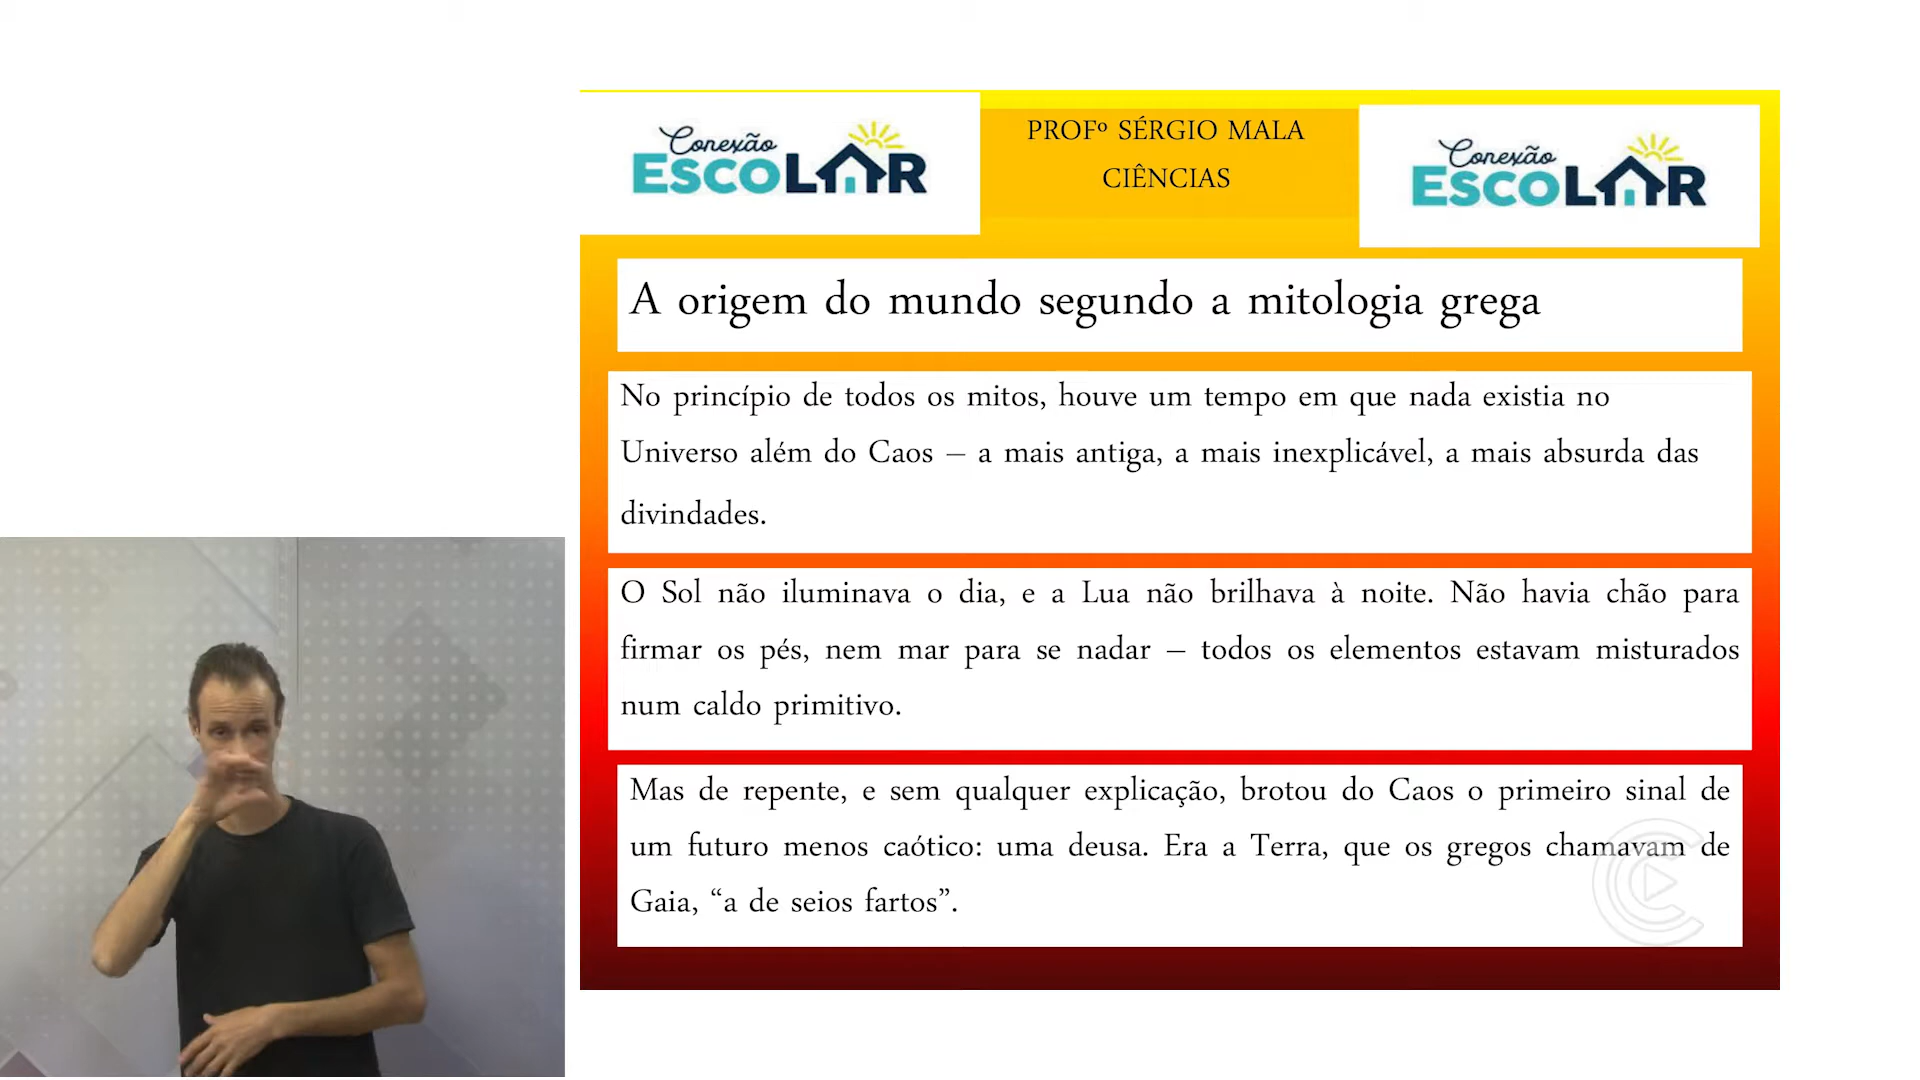 Conexão
ESCOLAR
PROFº SÉRGIO MALA
CIÊNCIAS
Conexão
ESCOLAR
A origem do mundo segundo a mitologia grega
No princípio de todos os mitos, houve um tempo em que nada existia no
Universo além do Caos – a mais antiga, a mais inexplicável, a mais absurda das
divindades.
O Sol não iluminava o dia, e a Lua não brilhava à noite. Não havia chão para
firmar os pés, nem mar para se nadar – todos os elementos estavam misturados
num caldo primitivo.
Mas de repente, e sem qualquer explicação, brotou do Caos o primeiro sinal de
um futuro menos caótico: uma deusa. Era a Terra, que os gregos chamavam de
Gaia, “a de seios fartos”.